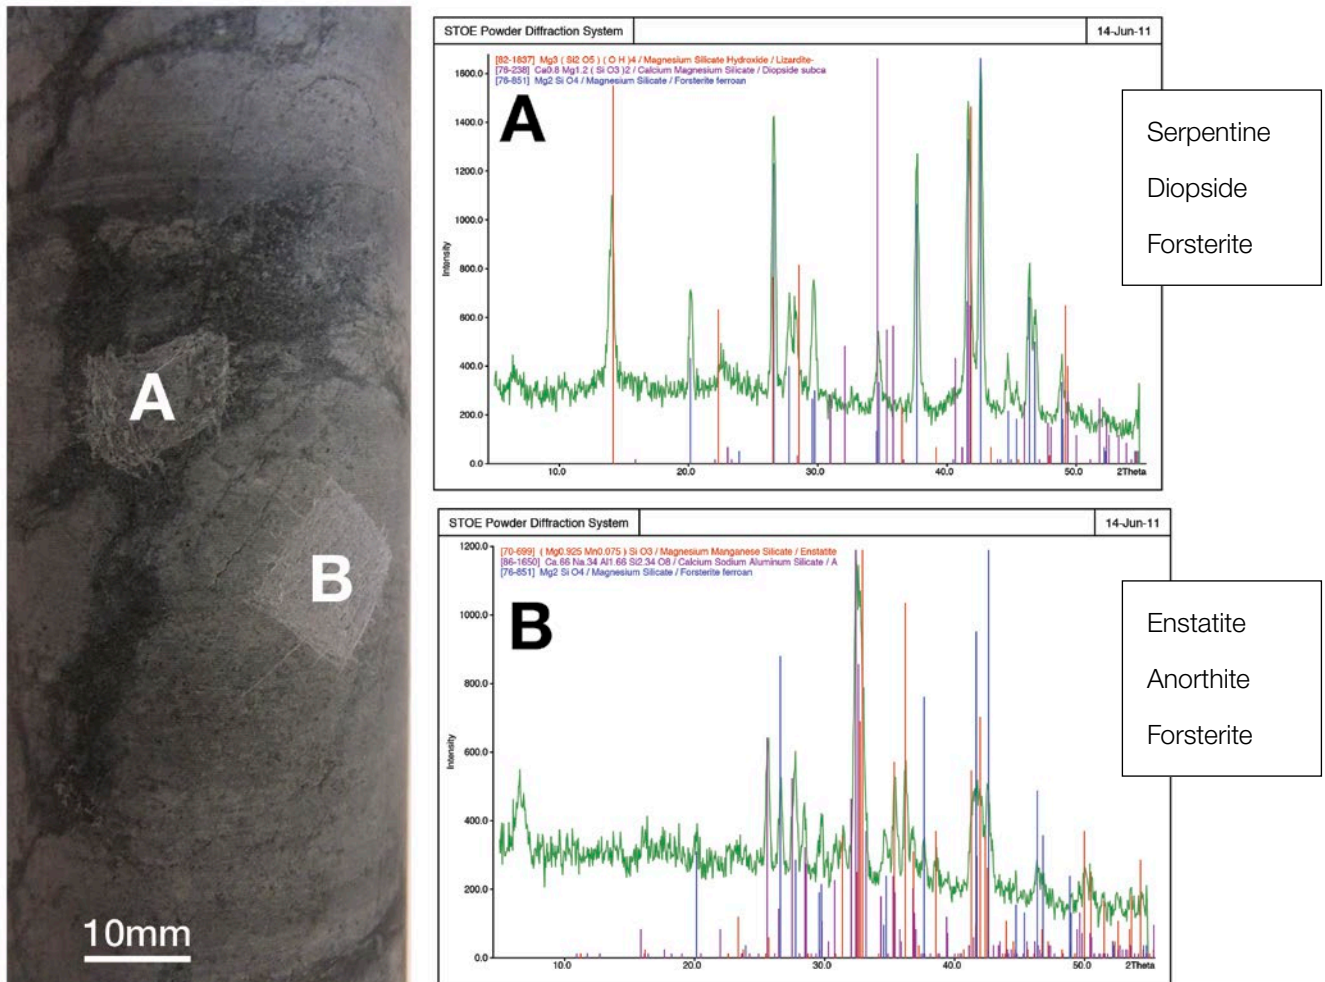 A
B
10mm
STOE Powder Diffraction System
14-Jun-11
[82-1837] Mg3 ( Si2 O5 ) ( O H )4 / Magnesium Silicate Hydroxide / Lizardite-
[78-238] Ca0.8 Mg1.2 ( Si O3 )2 / Calcium Magnesium Silicate / Diopside subca
[76-851] Mg2 Si O4 / Magnesium Silicate / Forsterite ferroan
A
Intensity
1600.0
1400.0
1200.0
1000.0
800.0
600.0
400.0
200.0
0.0
10.0 20.0 30.0 40.0 50.0 2Theta
Serpentine
Diopside
Forsterite
STOE Powder Diffraction System
14-Jun-11
[70-699] ( Mg0.925 Mn0.075 ) Si O3 / Magnesium Manganese Silicate / Enstatite
[86-1650] Ca.66 Na.34 Al1.66 Si2.34 O8 / Calcium Sodium Aluminum Silicate / A
[76-851] Mg2 Si O4 / Magnesium Silicate / Forsterite ferroan
B
Intensity
1200.0
1000.0
800.0
600.0
400.0
200.0
0.0
10.0 20.0 30.0 40.0 50.0 2Theta
Enstatite
Anorthite
Forsterite